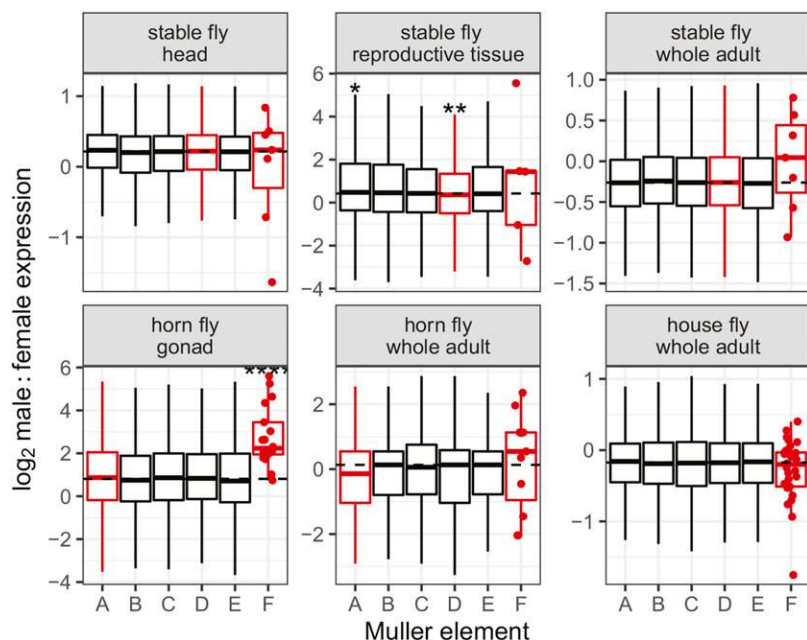 stable fly
head
stable fly
reproductive tissue
stable fly
whole adult
1
0
−1
6
4
2
0
−2
−4
*
**
1.0
0.5
0.0
−0.5
−1.0
−1.5
log2 male : female expression
horn fly
gonad
horn fly
whole adult
house fly
whole adult
6
4
2
0
−2
−4
****
2
0
−2
1
0
−1
A B C D E F
A B C D E F
A B C D E F
Muller element